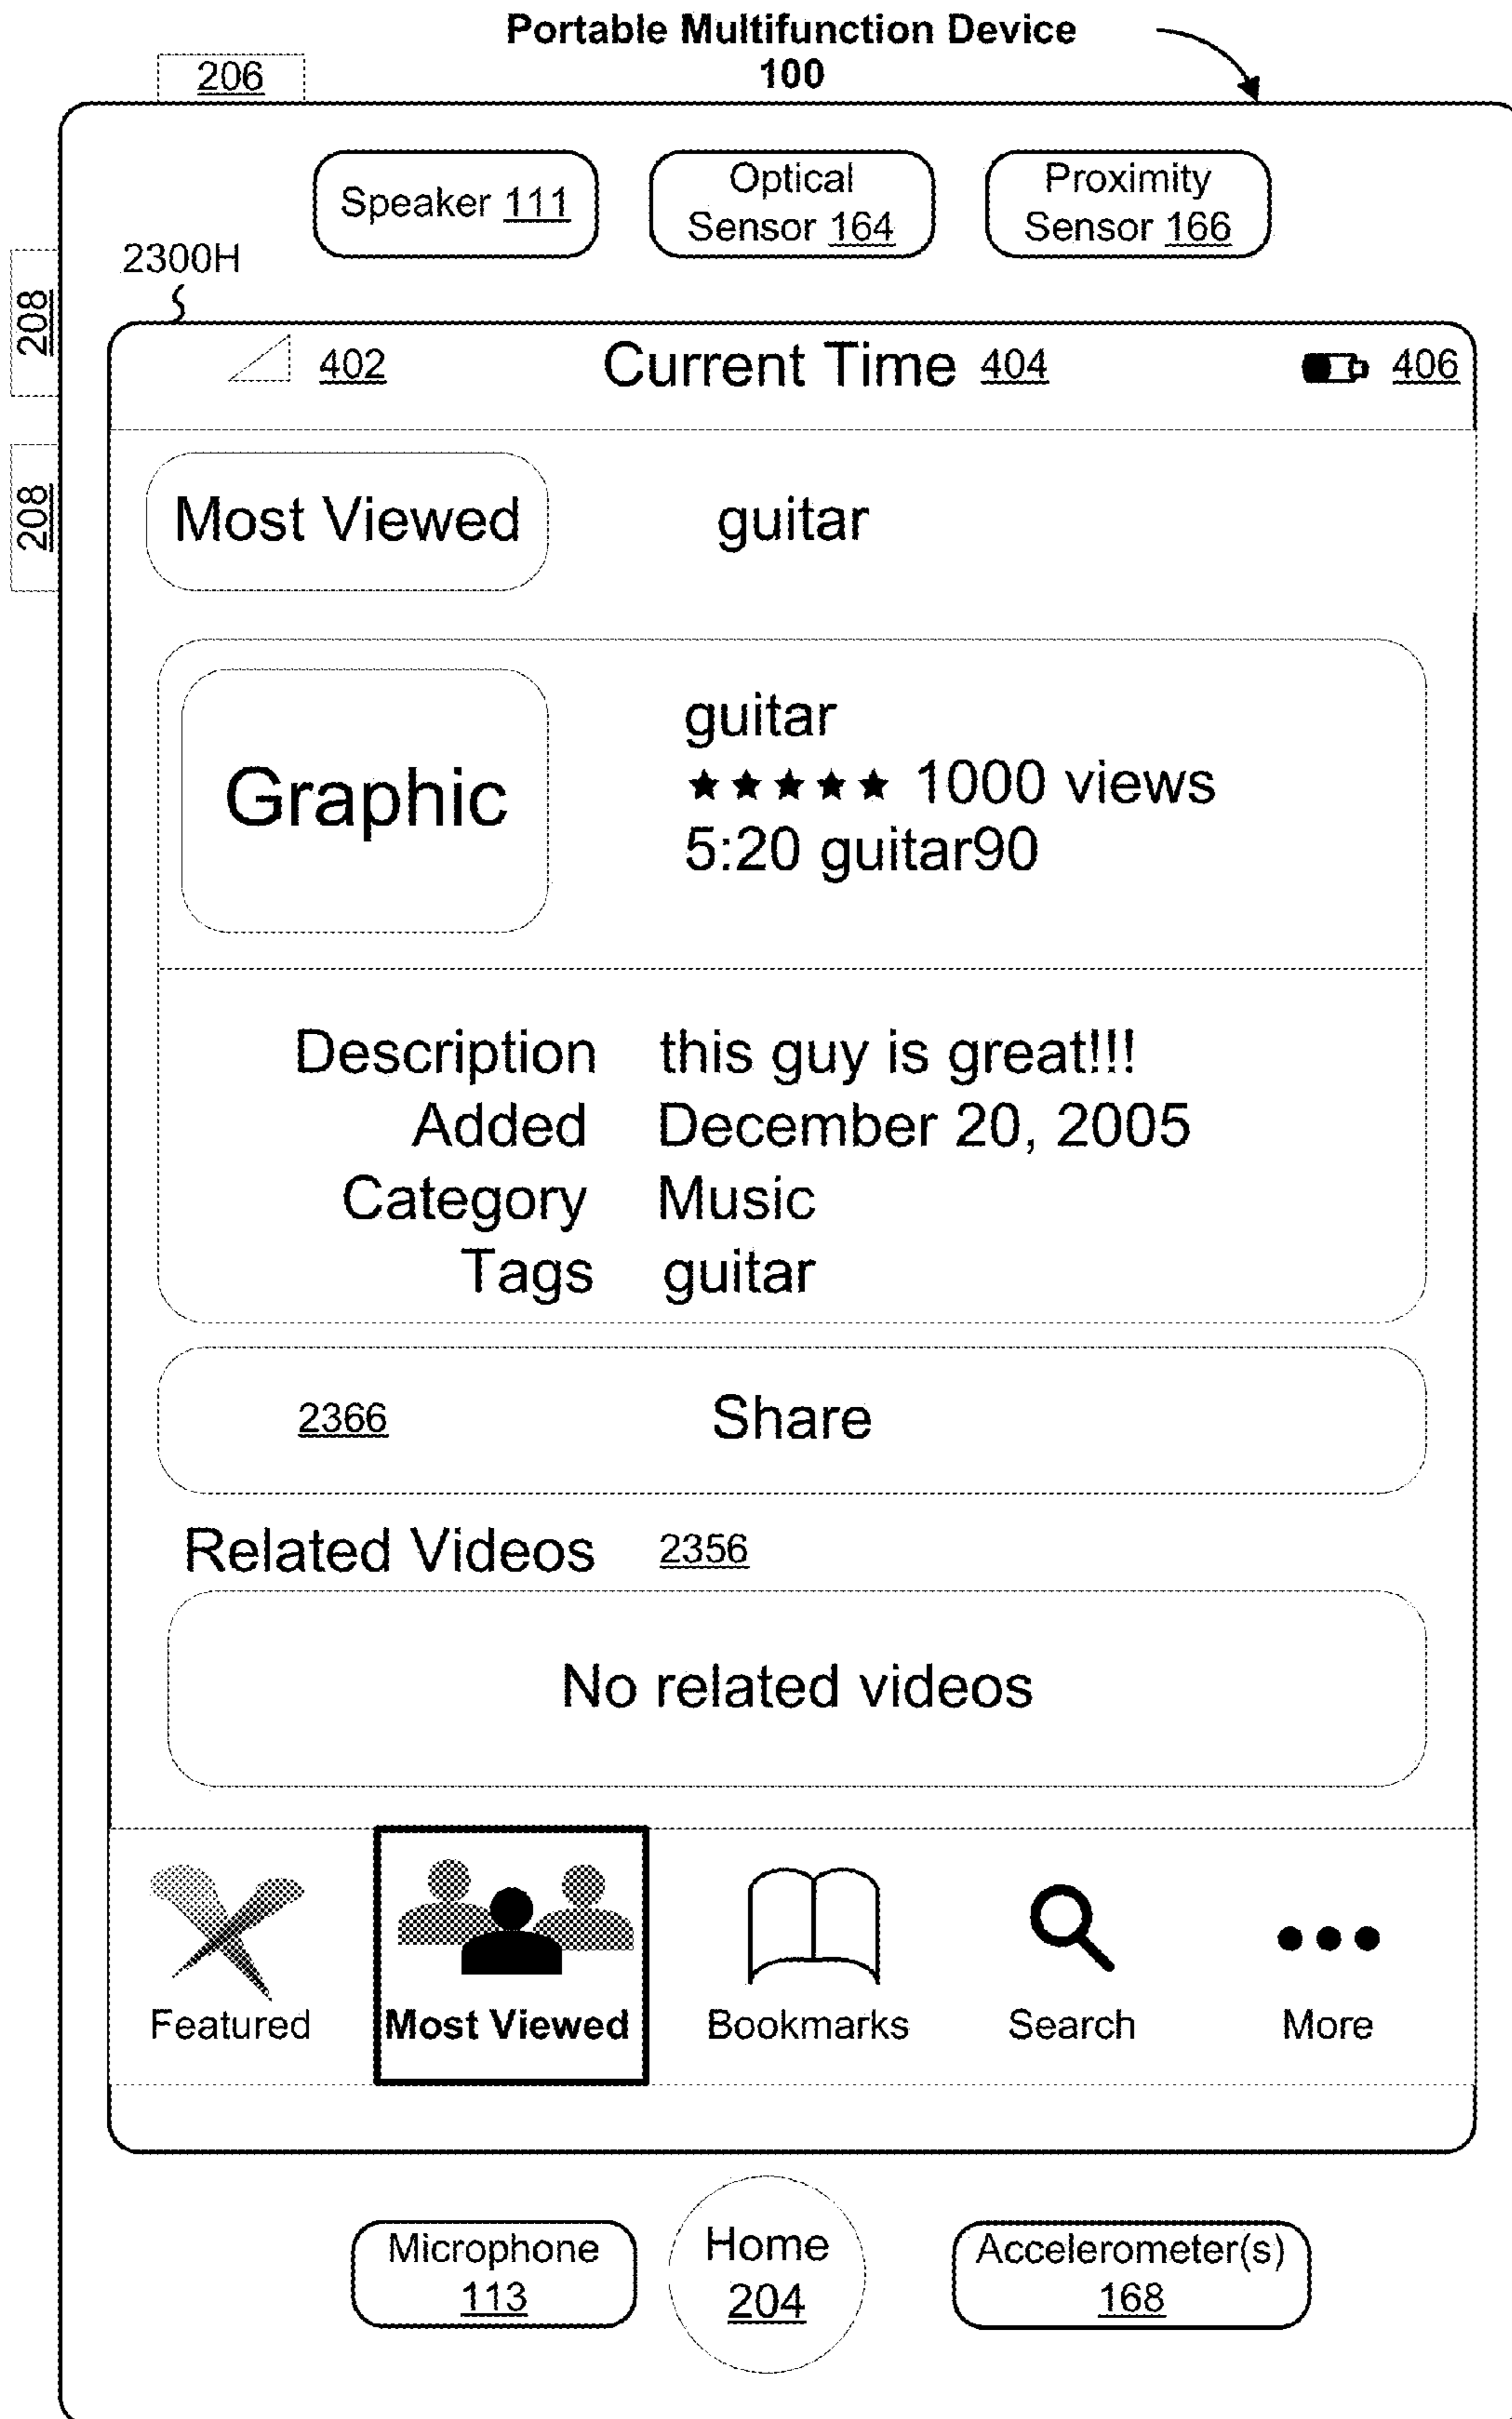 Portable Multifunction Device
100
206
Speaker 111
Optical
Sensor 164
Proximity
Sensor 166
2300H
208
208
402 Current Time 404 406
Most Viewed guitar
Graphic
guitar
★★★★★ 1000 views
5:20 guitar90
Description this guy is great!!!
Added December 20, 2005
Category Music
Tags guitar
2366 Share
Related Videos 2356
No related videos
Featured Most Viewed Bookmarks Search More
Microphone
113
Home
204
Accelerometer(s)
168